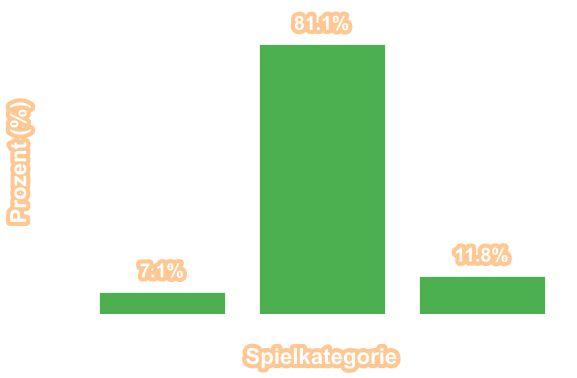 81.1%
Prozent (%)
11.8%
7.1%
Spielkategorie